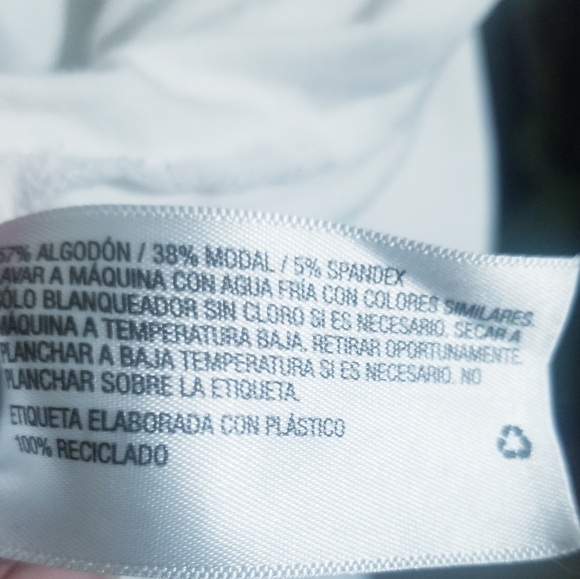 57% ALGODÓN / 38% MODAL / 5% SPANDEX
LAVAR A MÁQUINA CON AGUA FRÍA CON COLORES SIMILARES.
SÓLO BLANQUEADOR SIN CLORO SI ES NECESARIO. SECAR A
MÁQUINA A TEMPERATURA BAJA. RETIRAR OPORTUNAMENTE.
PLANCHAR A BAJA TEMPERATURA SI ES NECESARIO. NO
PLANCHAR SOBRE LA ETIQUETA.
ETIQUETA ELABORADA CON PLÁSTICO
100% RECICLADO